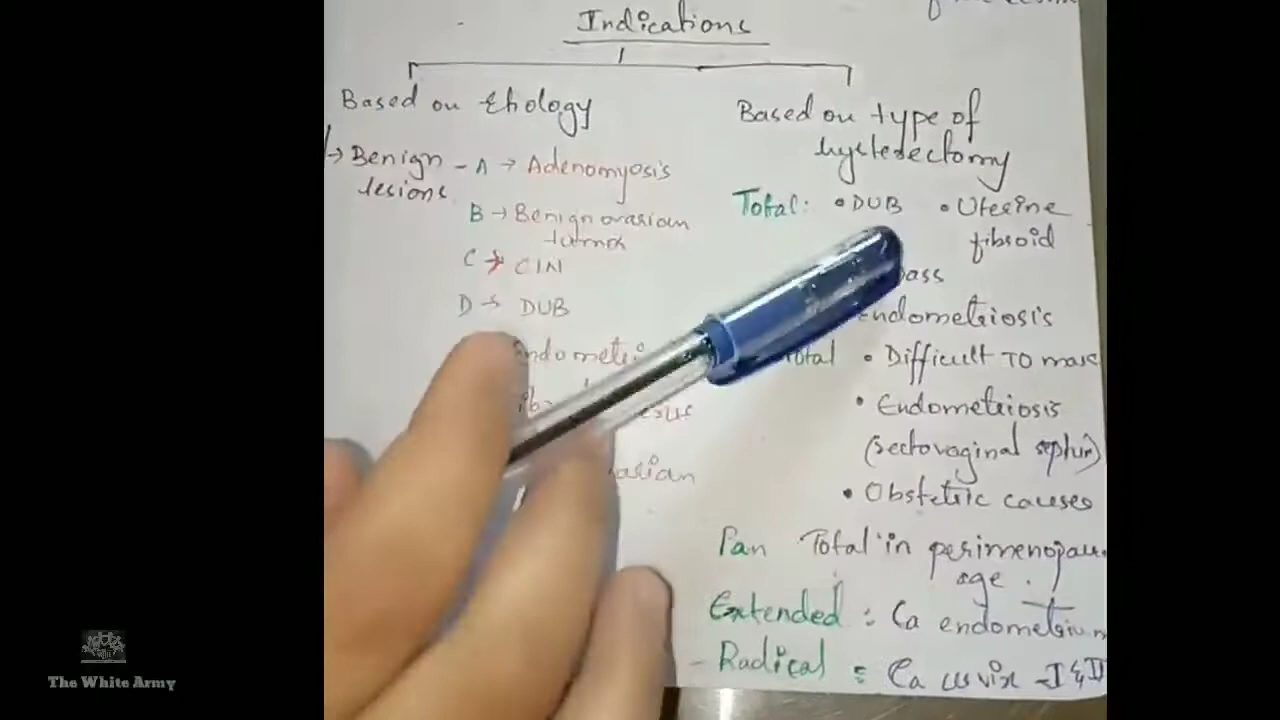 Indications
Based on Etiology
→ Benign - A → Adenomyosis
lesions
B → Benign ovarian
tumor
C → CIN
D → DUB
Based on type of
hysterectomy
Total: • DUB • Uterine
fibroid
Endometriosis
• Difficult TO mass
• Endometriosis
(rectovaginal septum)
• Obstetric causes
Pan Total in perimenopau
age.
Extended : Ca endometrium
- Radical : Ca cervix - I & II
The White Army